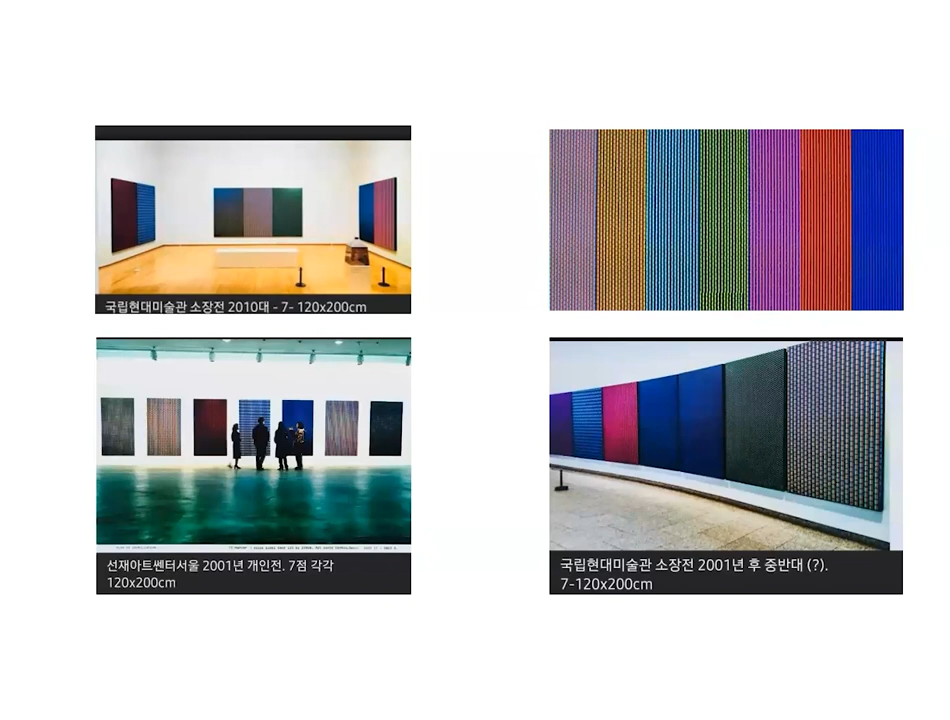 국립현대미술관 소장전 2010대 - 7- 120x200cm
선재아트쎈터서울 2001년 개인전. 7점 각각
120x200cm
국립현대미술관 소장전 2001년 후 중반대 (?).
7-120x200cm